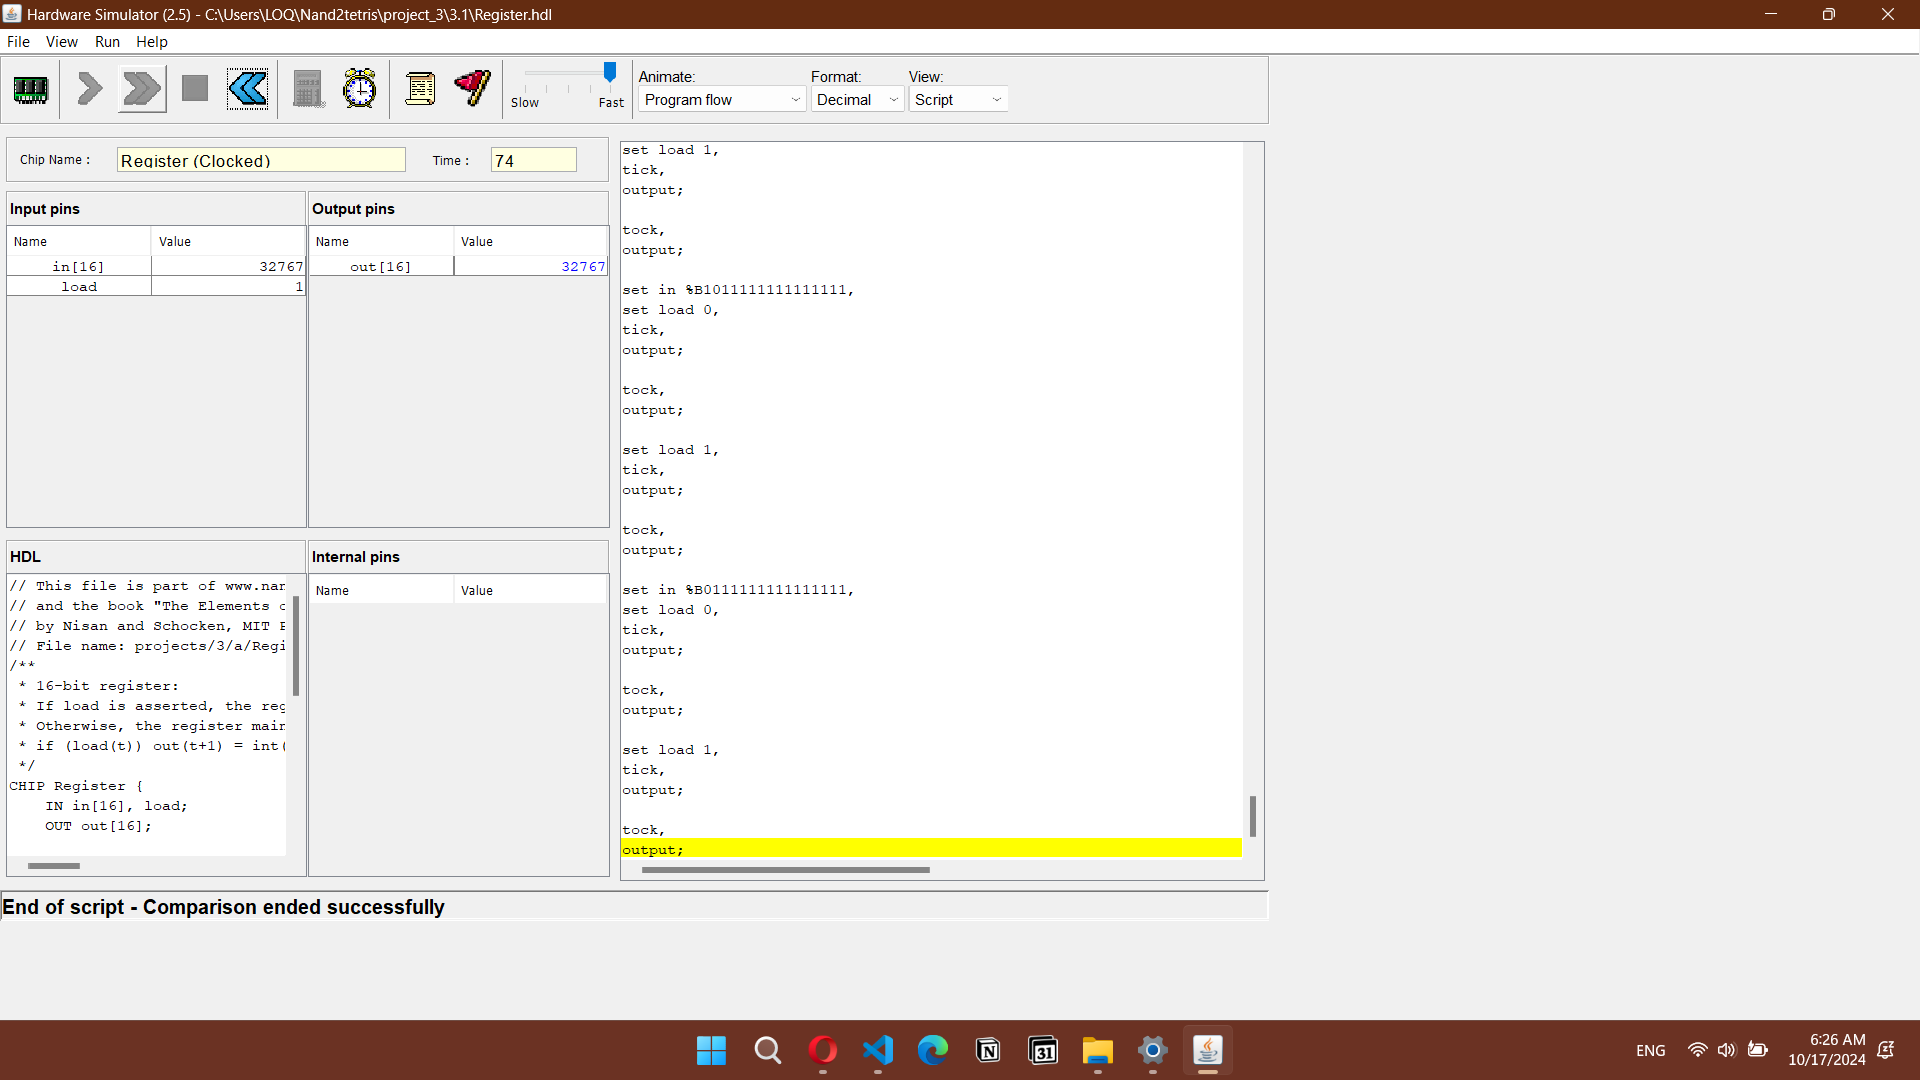 Hardware Simulator (2.5) - C:\Users\LOQ\Nand2tetris\project_3\3.1\Register.hdl
File View Run Help
Slow Fast
Animate: Format: View:
Program flow Decimal Script
Chip Name : Register (Clocked) Time : 74
Input pins
Name Value
in[16] 32767
load 1
Output pins
Name Value
out[16] 32767
HDL
// This file is part of www.nan
// and the book "The Elements o
// by Nisan and Schocken, MIT P
// File name: projects/3/a/Regi
/**
* 16-bit register:
* If load is asserted, the reg
* Otherwise, the register main
* if (load(t)) out(t+1) = int(
*/
CHIP Register {
IN in[16], load;
OUT out[16];
Internal pins
Name Value
set load 1,
tick,
output;
tock,
output;
set in %B1011111111111111,
set load 0,
tick,
output;
tock,
output;
set load 1,
tick,
output;
tock,
output;
set in %B0111111111111111,
set load 0,
tick,
output;
tock,
output;
set load 1,
tick,
output;
tock,
output;
End of script - Comparison ended successfully
31
ENG
6:26 AM
10/17/2024